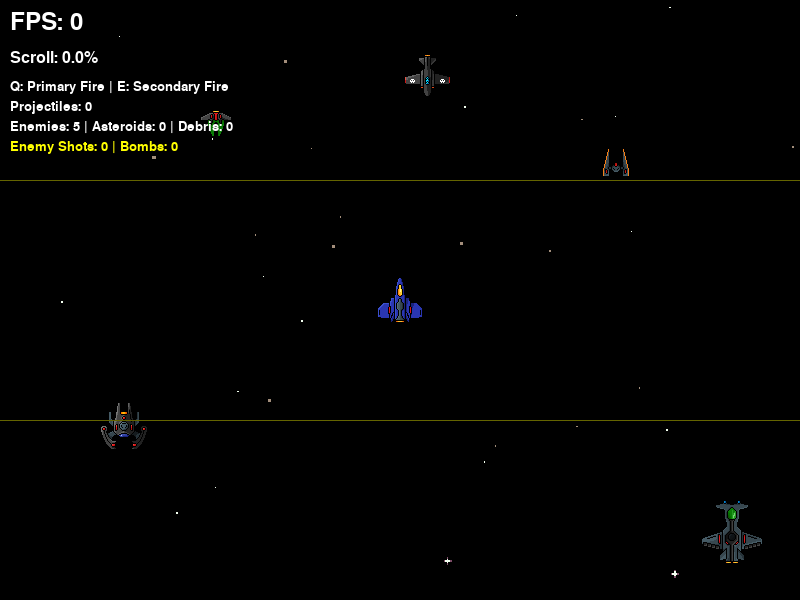 FPS: 0
Scroll: 0.0%
Q: Primary Fire | E: Secondary Fire
Projectiles: 0
Enemies: 5 | Asteroids: 0 | Debris: 0
Enemy Shots: 0 | Bombs: 0